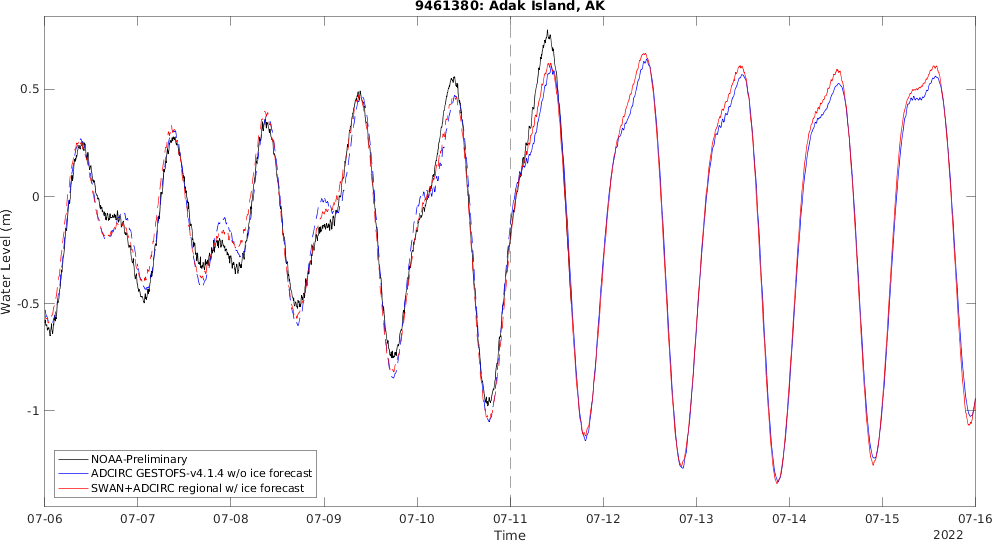 9461380: Adak Island, AK
Water Level (m)
0.5
0
-0.5
-1
NOAA-Preliminary
ADCIRC GESTOFS-v4.1.4 w/o ice forecast
SWAN+ADCIRC regional w/ ice forecast
07-06 07-07 07-08 07-09 07-10 07-11 07-12 07-13 07-14 07-15 07-16
Time
2022